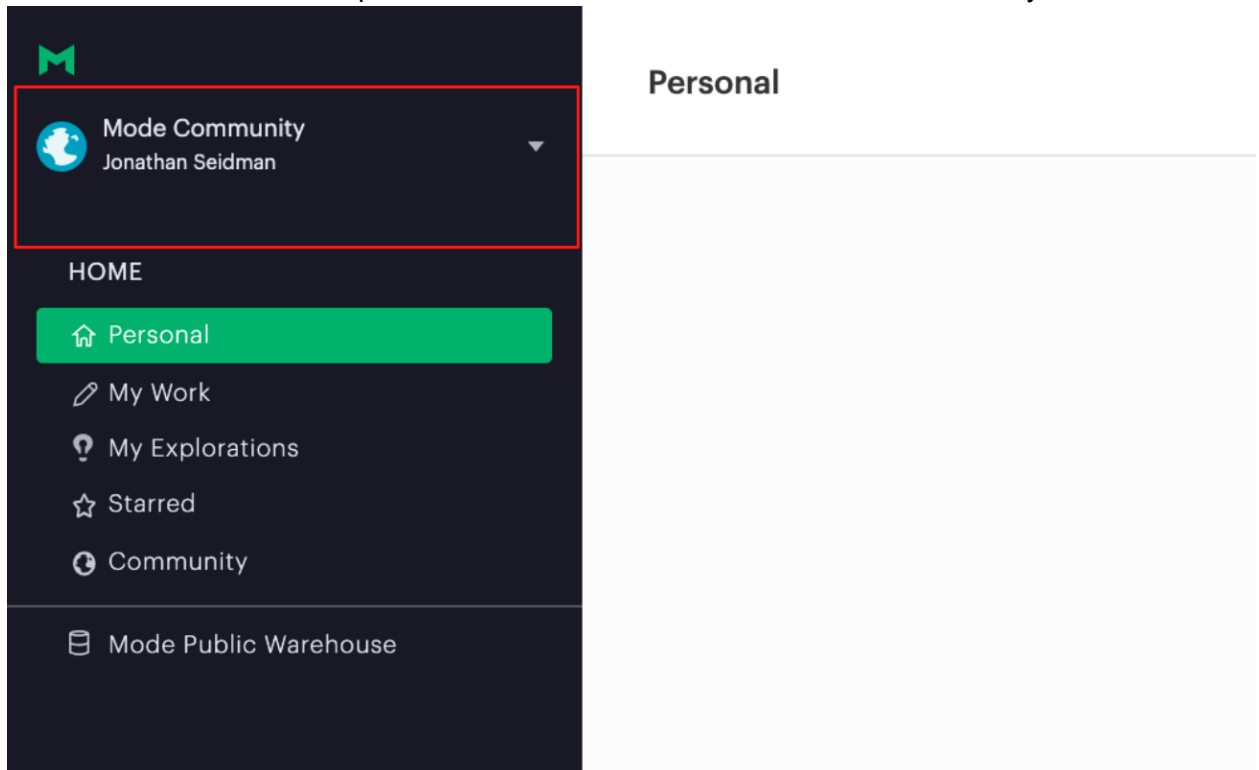 Mode Community
Jonathan Seidman
Personal
HOME
Personal
My Work
My Explorations
Starred
Community
Mode Public Warehouse